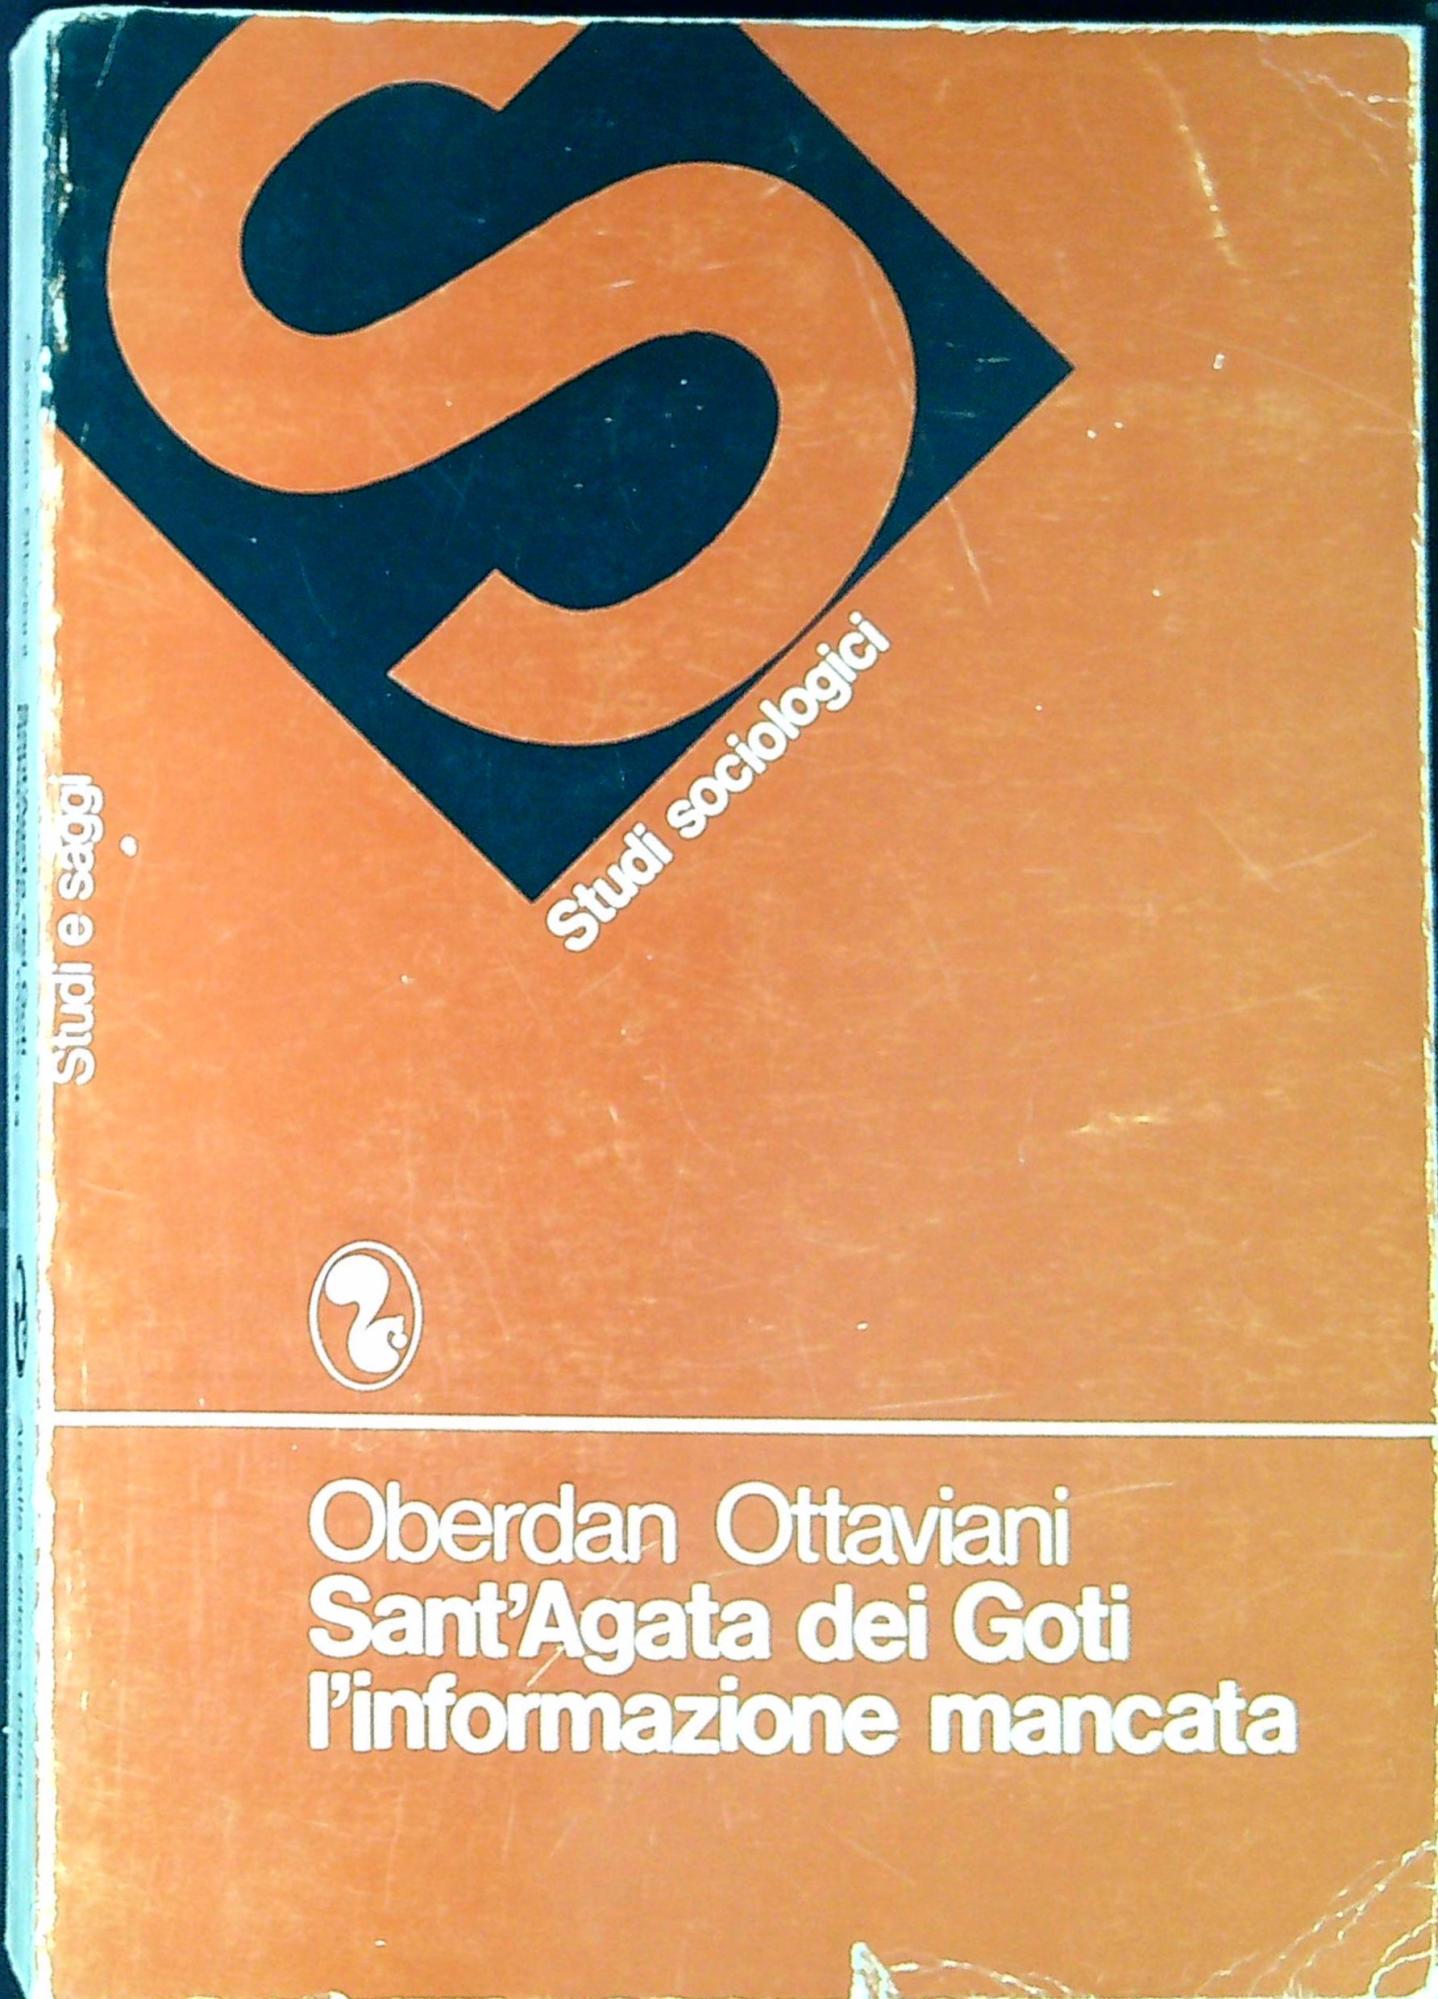 Studi sociologici
Studi e saggi
Oberdan Ottaviani
Sant'Agata dei Goti
l'informazione mancata